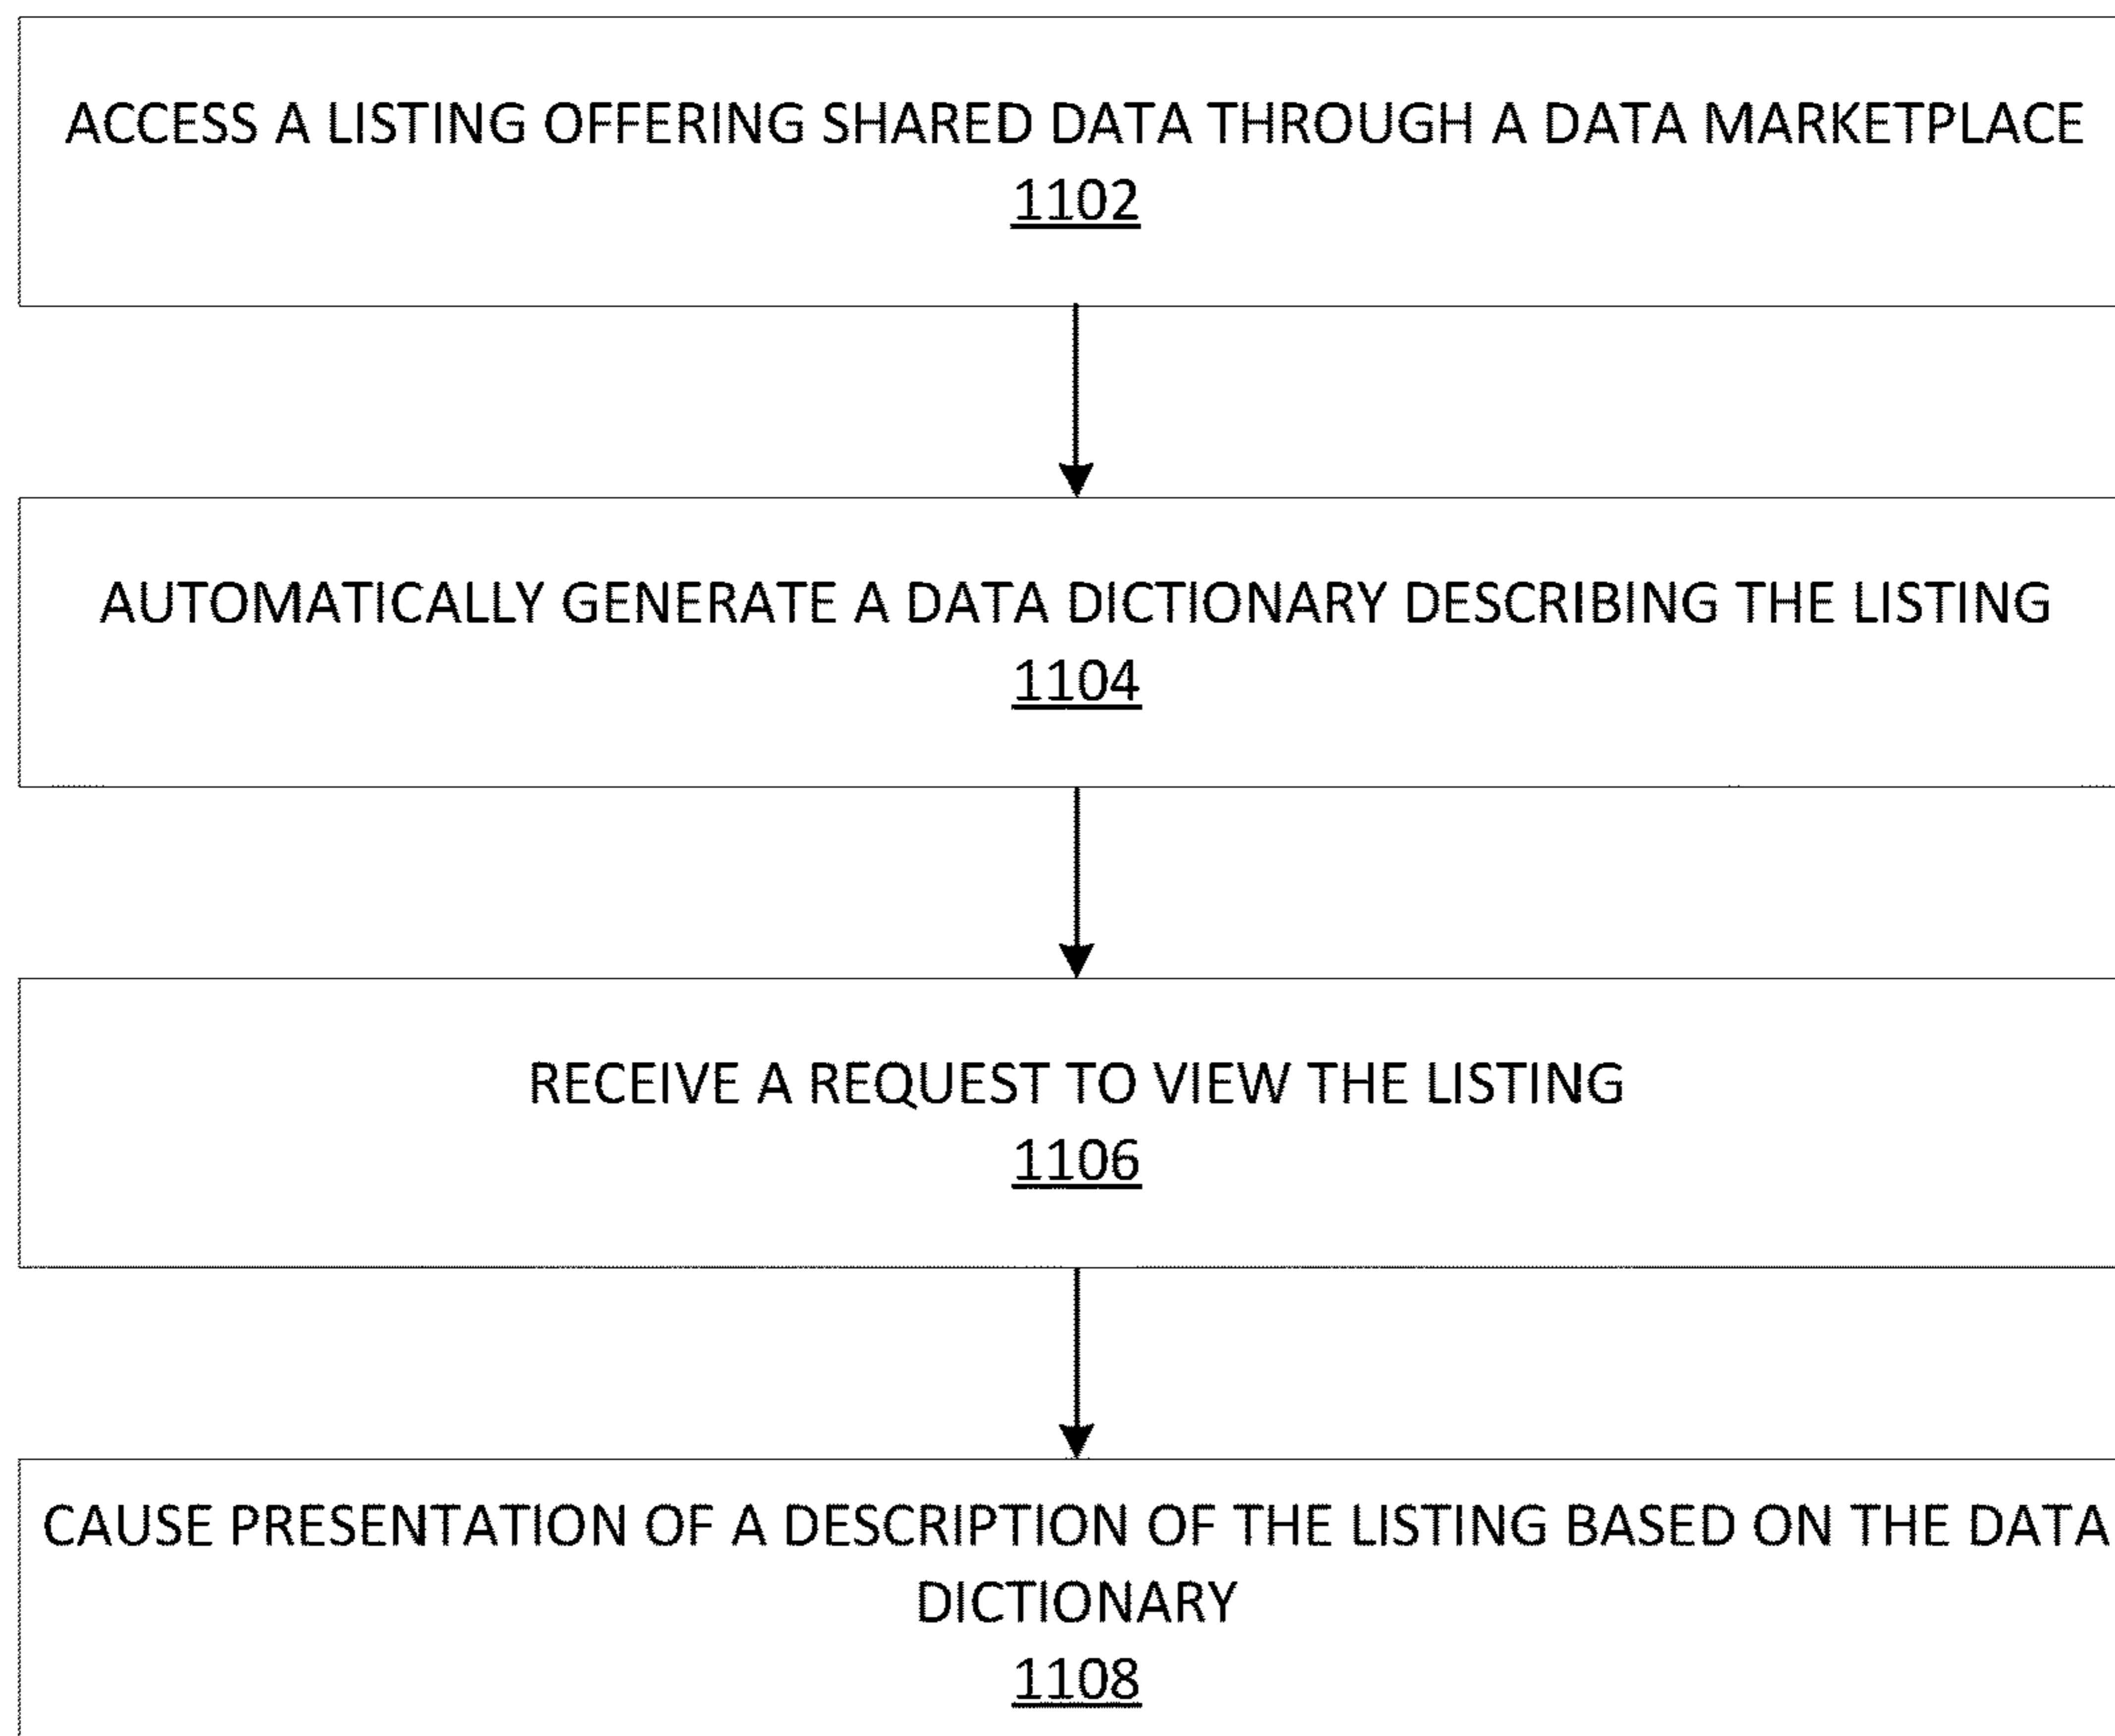 ACCESS A LISTING OFFERING SHARED DATA THROUGH A DATA MARKETPLACE
1102
AUTOMATICALLY GENERATE A DATA DICTIONARY DESCRIBING THE LISTING
1104
RECEIVE A REQUEST TO VIEW THE LISTING
1106
CAUSE PRESENTATION OF A DESCRIPTION OF THE LISTING BASED ON THE DATA
DICTIONARY
1108